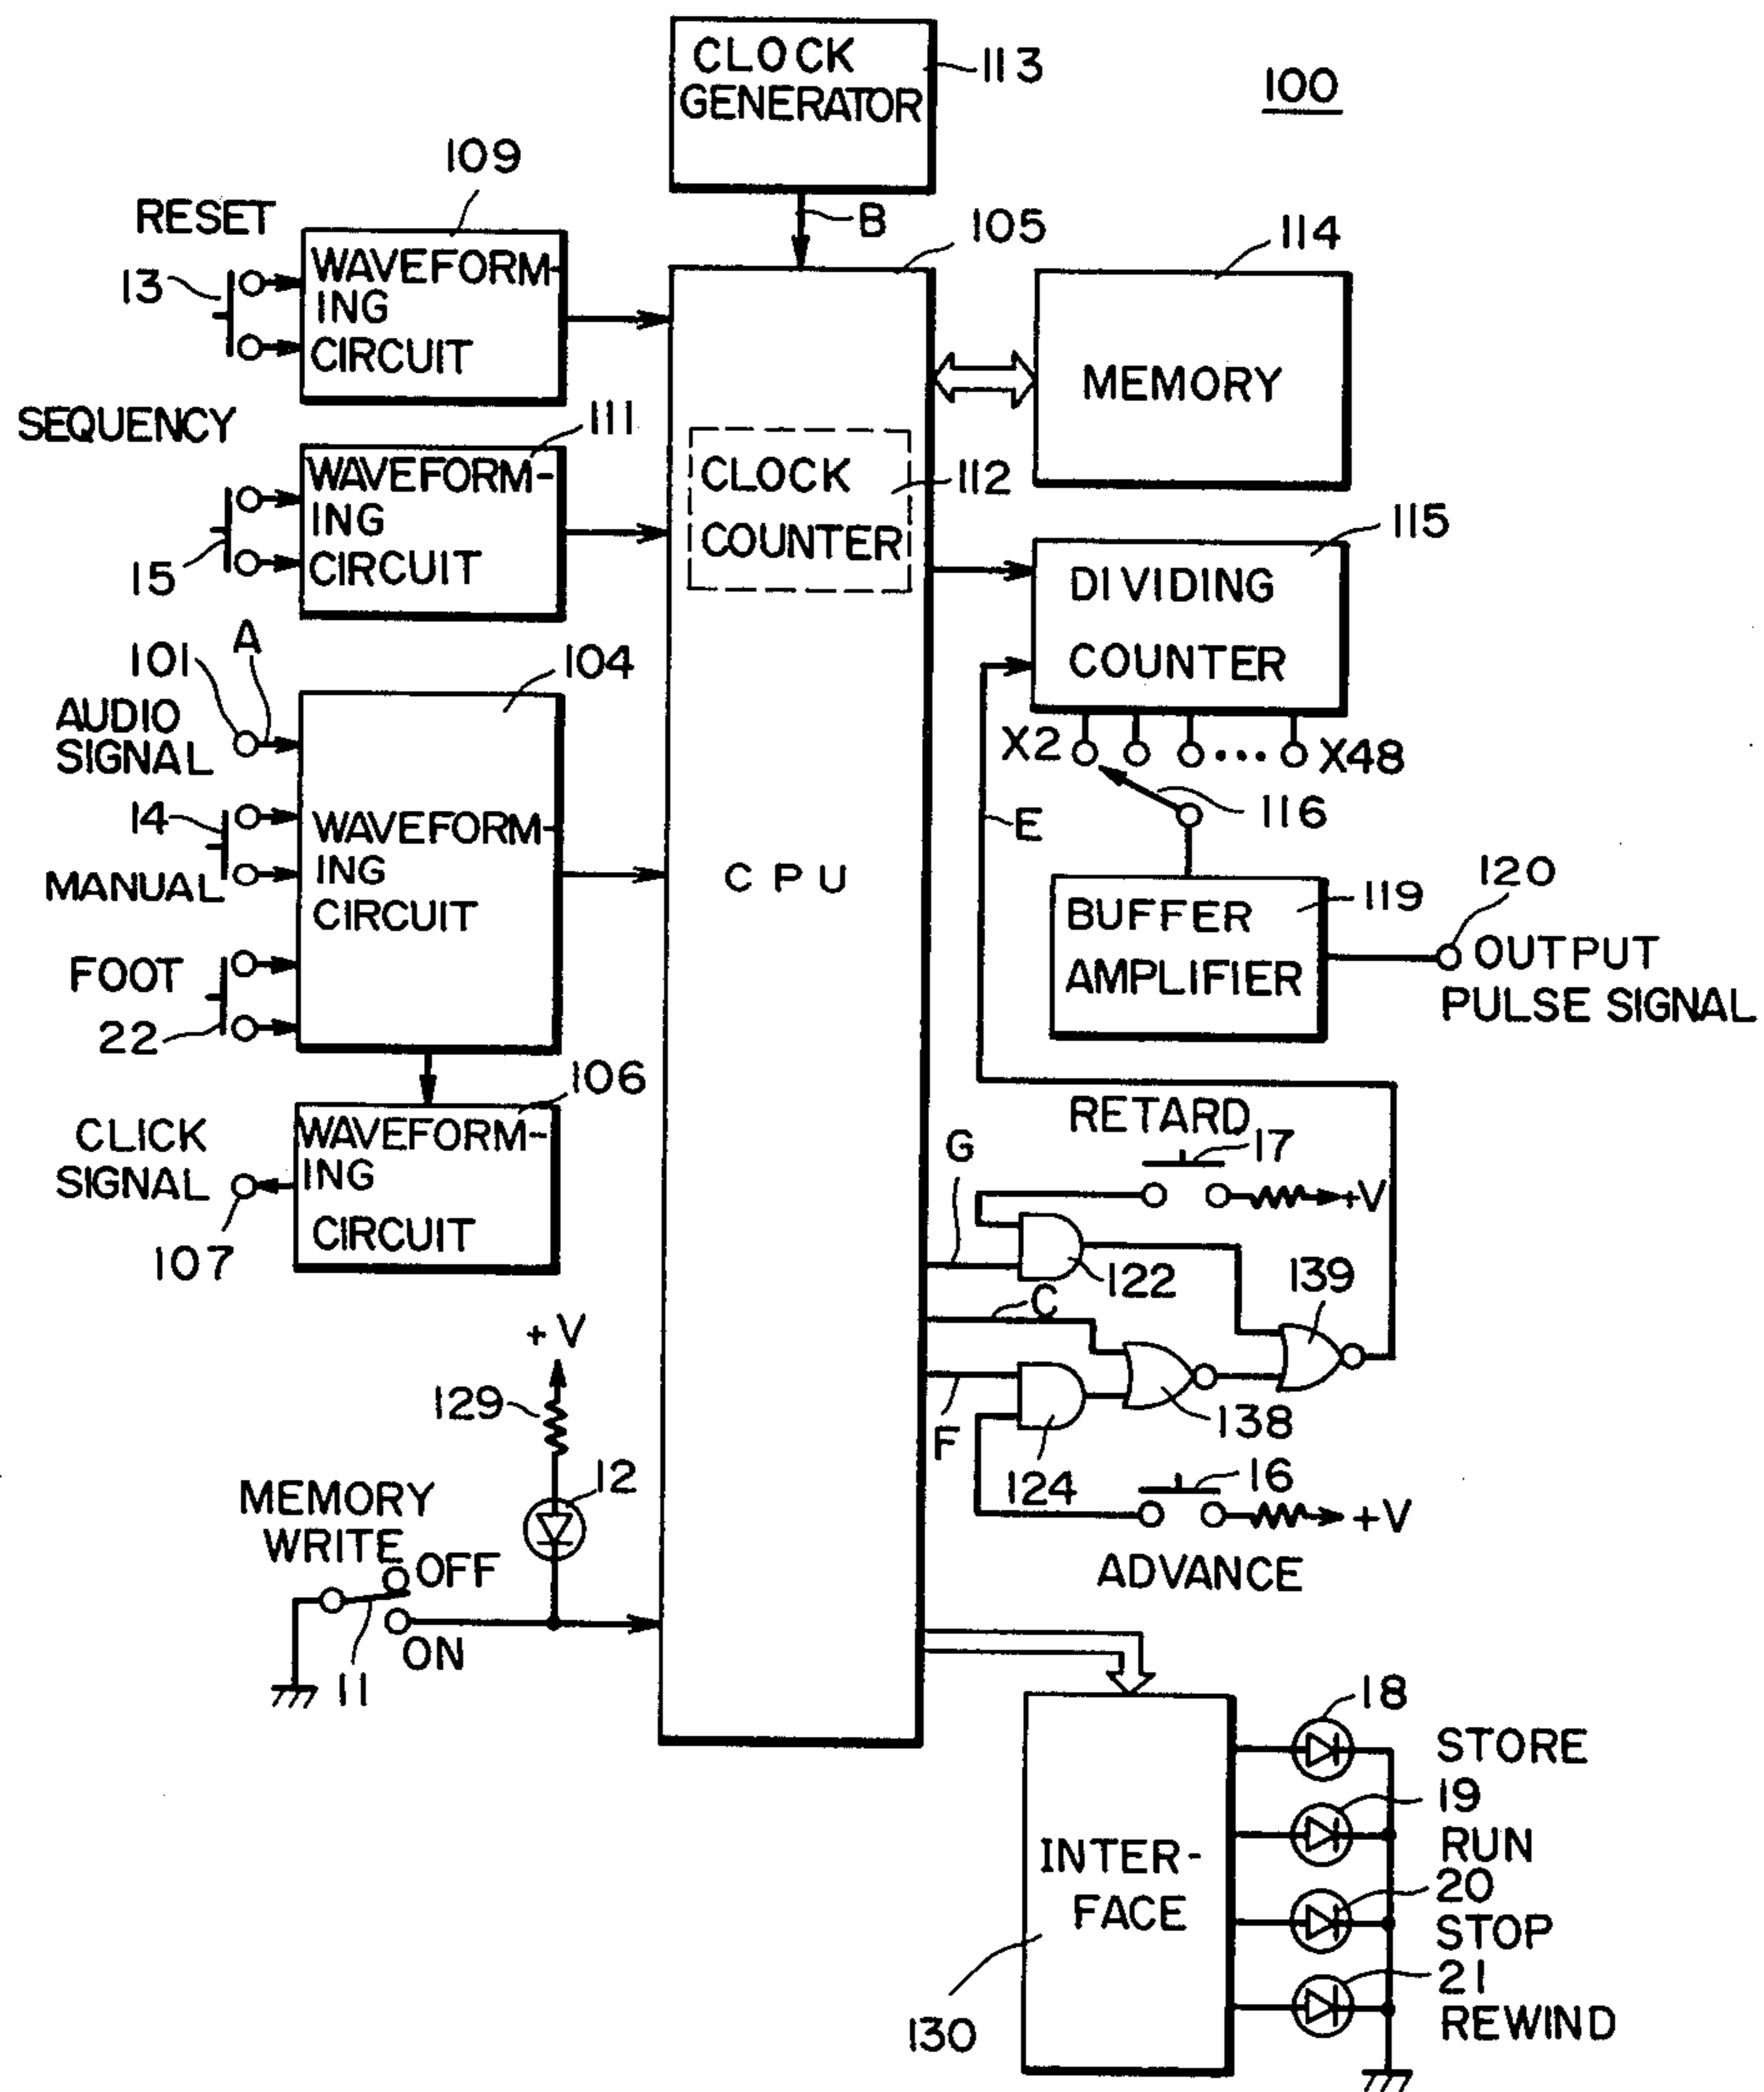 CLOCK
GENERATOR
113
100
109
B
105
114
RESET
13
WAVEFORM-
ING
CIRCUIT
MEMORY
SEQUENCY
111
15
WAVEFORM-
ING
CIRCUIT
CLOCK
COUNTER
112
115
DIVIDING
COUNTER
101
A
104
AUDIO
SIGNAL
X2
X48
14
MANUAL
WAVEFORM-
ING
CIRCUIT
CPU
E
116
FOOT
22
BUFFER
AMPLIFIER
119
120
OUTPUT
PULSE SIGNAL
106
CLICK
SIGNAL
107
WAVEFORM-
ING
CIRCUIT
RETARD
G
17
+V
122
139
C
+V
129
138
F
124
12
16
+V
ADVANCE
MEMORY
WRITE
OFF
ON
11
18
STORE
19
RUN
INTER-
FACE
20
STOP
21
REWIND
130